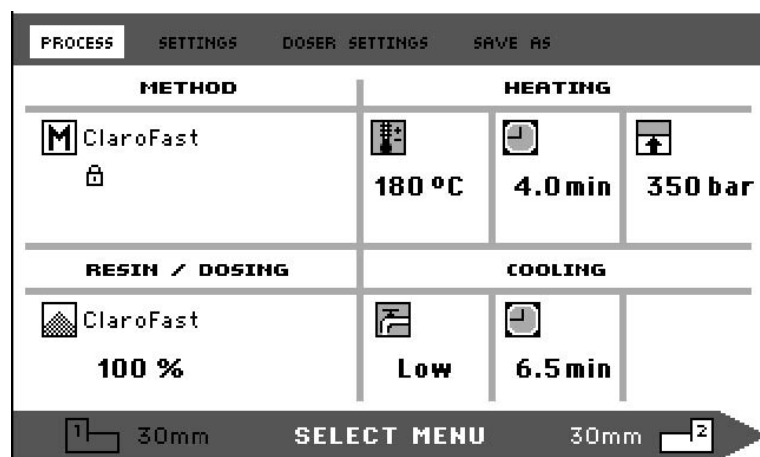 PROCESS SETTINGS DOSER SETTINGS SAVE AS
METHOD HEATING
M ClaroFast
180 ºC 4.0 min 350 bar
RESIN / DOSING COOLING
ClaroFast
100 % Low 6.5 min
1 30mm SELECT MENU 30mm 2